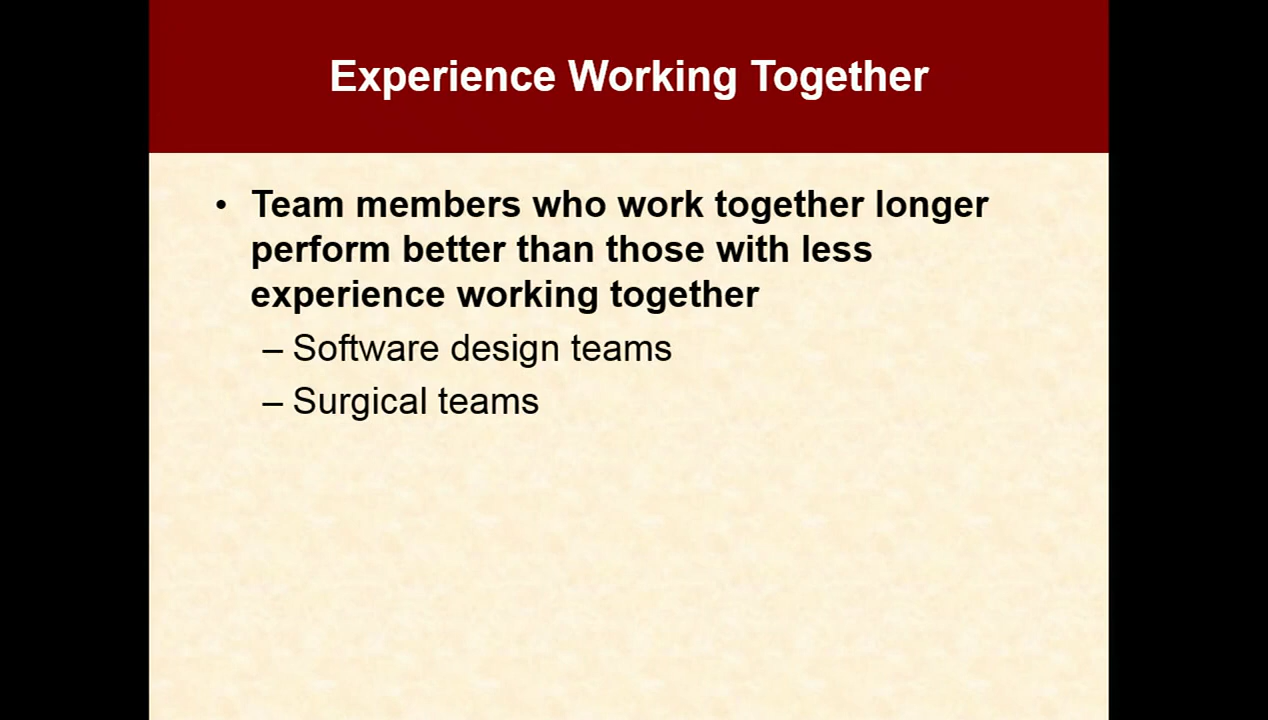 Experience Working Together
• Team members who work together longer
perform better than those with less
experience working together
– Software design teams
– Surgical teams